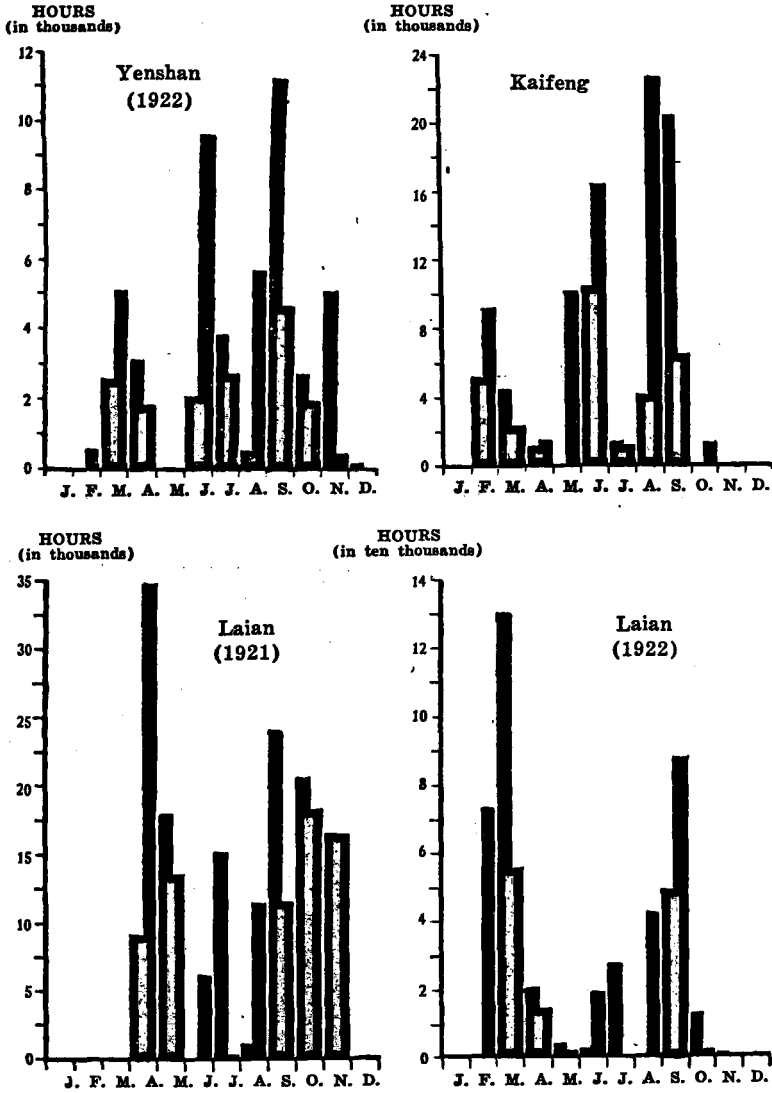 HOURS
(in thousands)
Yenshan
(1922)
12
10
8
6
4
2
0
J. F. M. A. M. J. J. A. S. O. N. D.
HOURS
(in thousands)
Kaifeng
24
20
16
12
8
4
0
J. F. M. A. M. J. J. A. S. O. N. D.
HOURS
(in thousands)
Laian
(1921)
35
30
25
20
15
10
5
0
J. F. M. A. M. J. J. A. S. O. N. D.
HOURS
(in ten thousands)
Laian
(1922)
14
12
10
8
6
4
2
0
J. F. M. A. M. J. J. A. S. O. N. D.